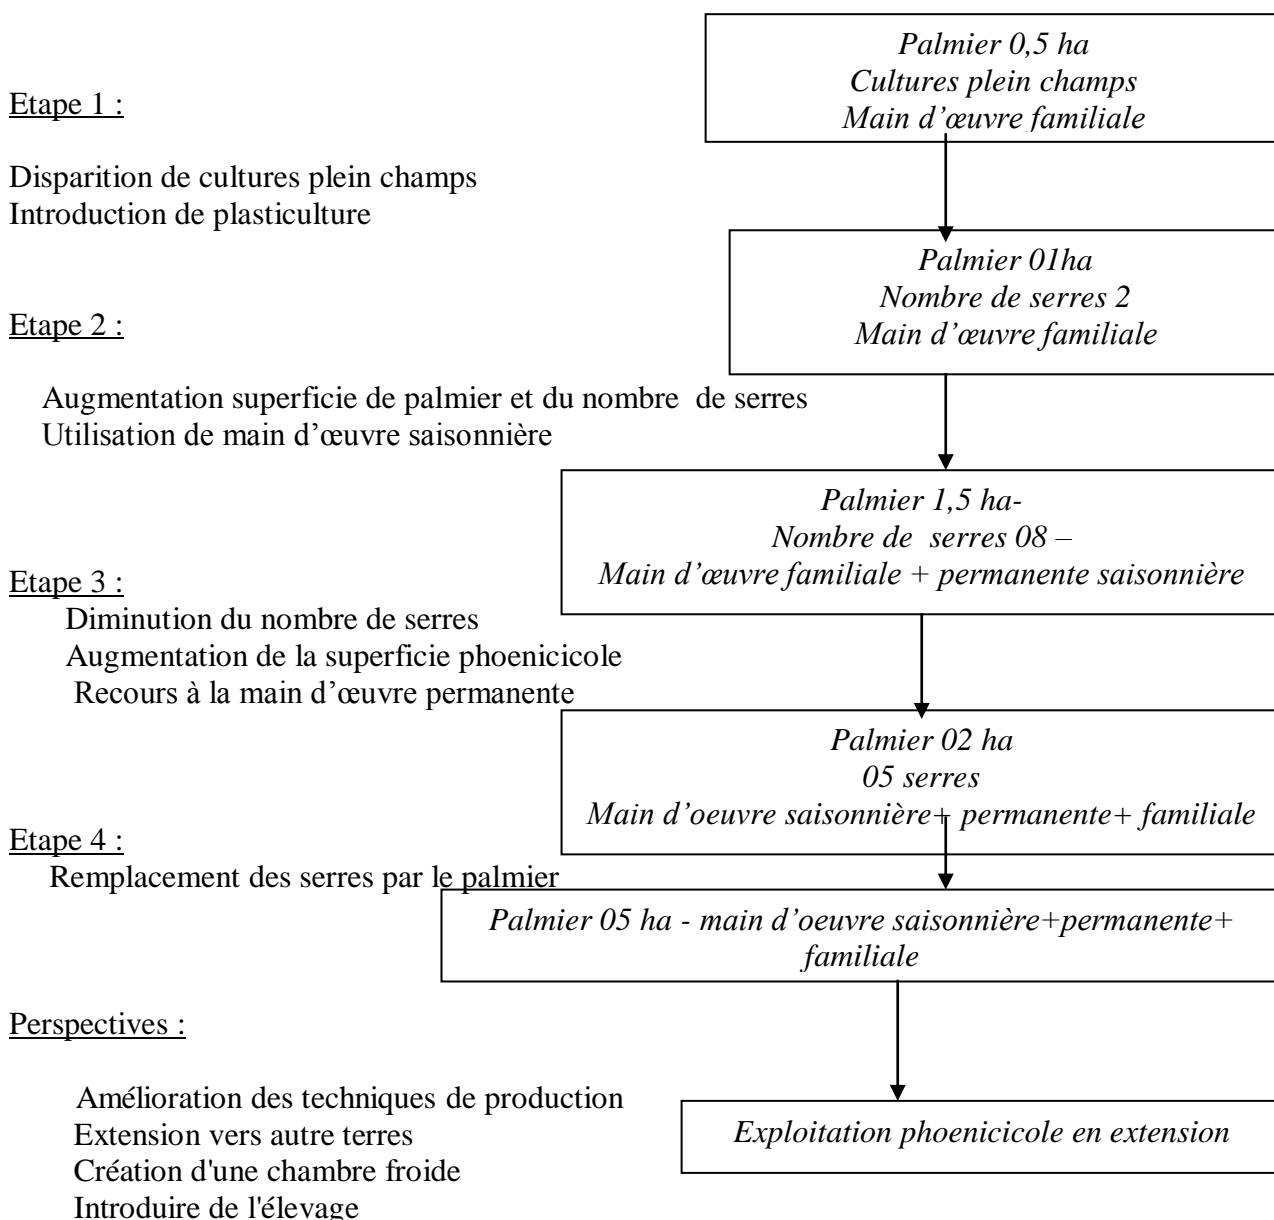 Palmier 0,5 ha
Cultures plein champs
Main d'œuvre familiale
Etape 1 :
Disparition de cultures plein champs
Introduction de plasticulture
Palmier 01ha
Nombre de serres 2
Main d'œuvre familiale
Etape 2 :
Augmentation superficie de palmier et du nombre de serres
Utilisation de main d'œuvre saisonnière
Palmier 1,5 ha-
Nombre de serres 08 –
Main d'œuvre familiale + permanente saisonnière
Etape 3 :
Diminution du nombre de serres
Augmentation de la superficie phoenicicole
Recours à la main d'œuvre permanente
Palmier 02 ha
05 serres
Main d'oeuvre saisonnière+ permanente+ familiale
Etape 4 :
Remplacement des serres par le palmier
Palmier 05 ha - main d'oeuvre saisonnière+permanente+
familiale
Perspectives :
Amélioration des techniques de production
Extension vers autre terres
Création d'une chambre froide
Introduire de l'élevage
Exploitation phoenicicole en extension